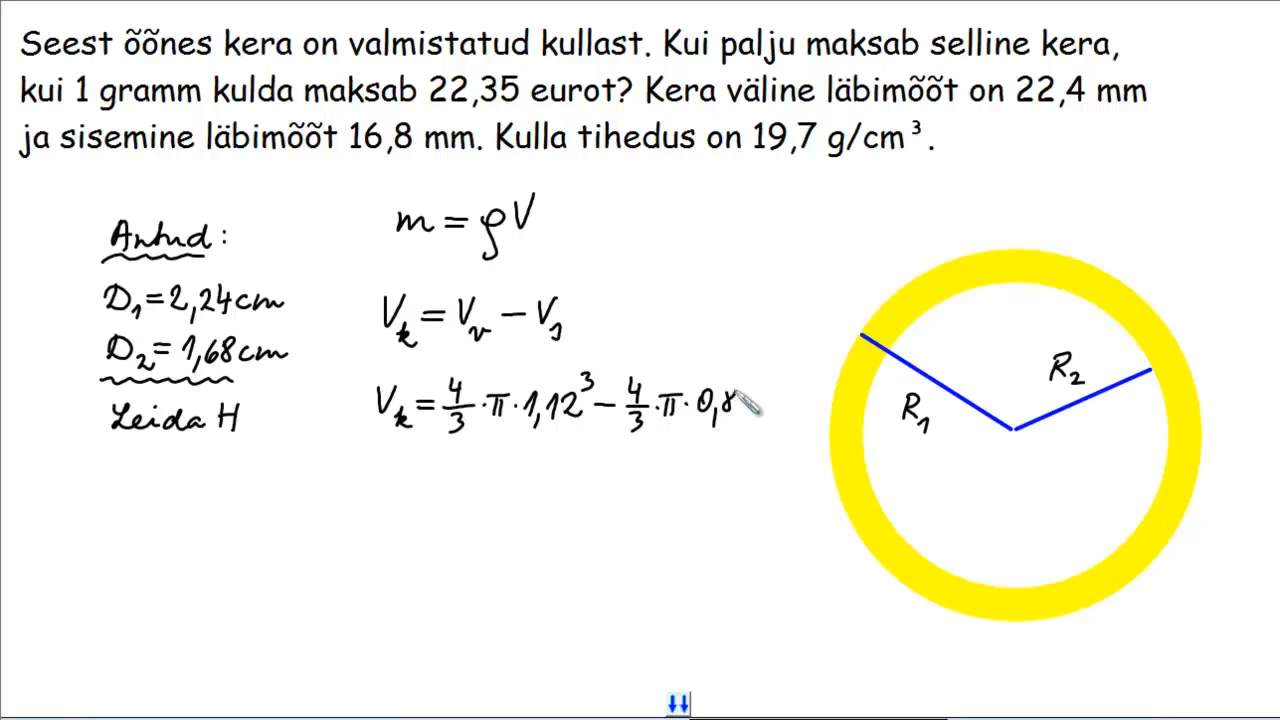 Seest õõnes kera on valmistatud kullast. Kui palju maksab selline kera,
kui 1 gramm kulda maksab 22,35 eurot? Kera väline läbimõõt on 22,4 mm
ja sisemine läbimõõt 16,8 mm. Kulla tihedus on 19,7 g/cm³.
Antud:
D₁=2,24cm
D₂=1,68cm
Leida H
m = ρV
Vₖ = Vᵥ − Vₛ
Vₖ = 4/3 · π · 1,12³ − 4/3 · π · 0,8
R₁
R₂